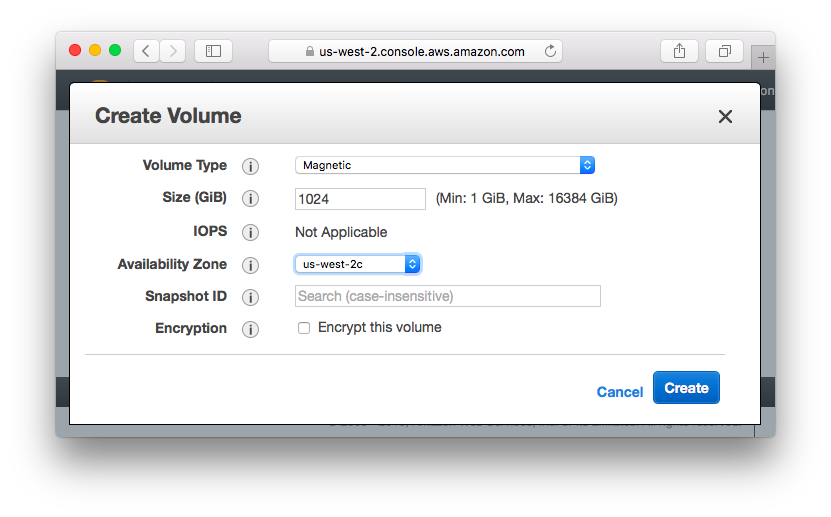 us-west-2.console.aws.amazon.com
Create Volume
Volume Type i Magnetic
Size (GiB) i 1024 (Min: 1 GiB, Max: 16384 GiB)
IOPS i Not Applicable
Availability Zone i us-west-2c
Snapshot ID i Search (case-insensitive)
Encryption i Encrypt this volume
Cancel Create